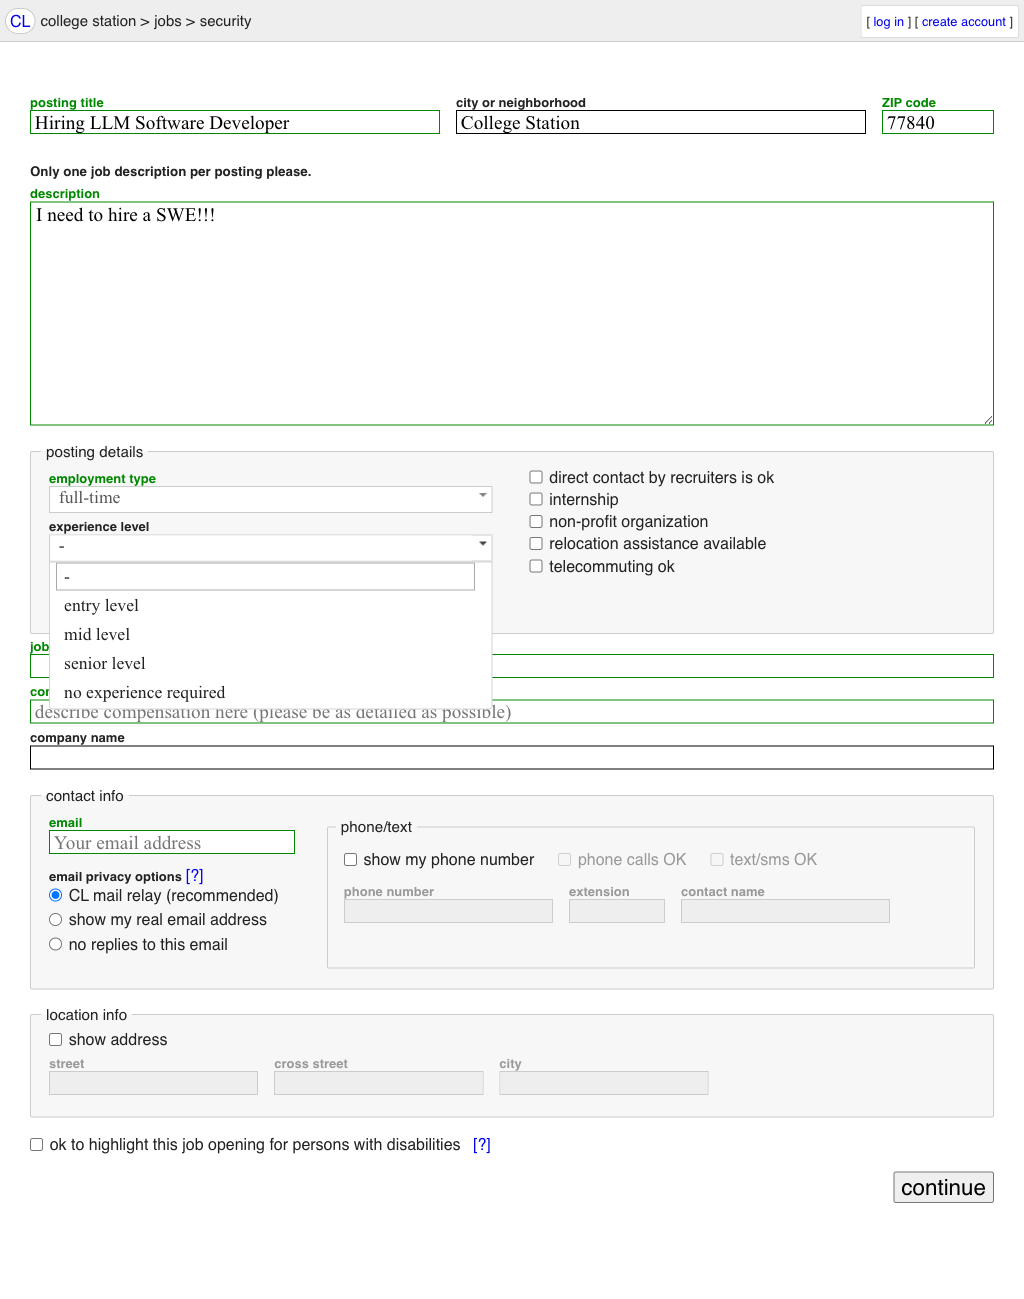 CL college station > jobs > security
[ log in ] [ create account ]
posting title
city or neighborhood
ZIP code
Hiring LLM Software Developer
College Station
77840
Only one job description per posting please.
description
I need to hire a SWE!!!
posting details
employment type
full-time
experience level
-
-
entry level
mid level
senior level
no experience required
direct contact by recruiters is ok
internship
non-profit organization
relocation assistance available
telecommuting ok
job
describe compensation here (please be as detailed as possible)
company name
contact info
email
Your email address
email privacy options [?]
CL mail relay (recommended)
show my real email address
no replies to this email
phone/text
show my phone number
phone calls OK
text/sms OK
phone number
extension
contact name
location info
show address
street
cross street
city
ok to highlight this job opening for persons with disabilities [?]
continue